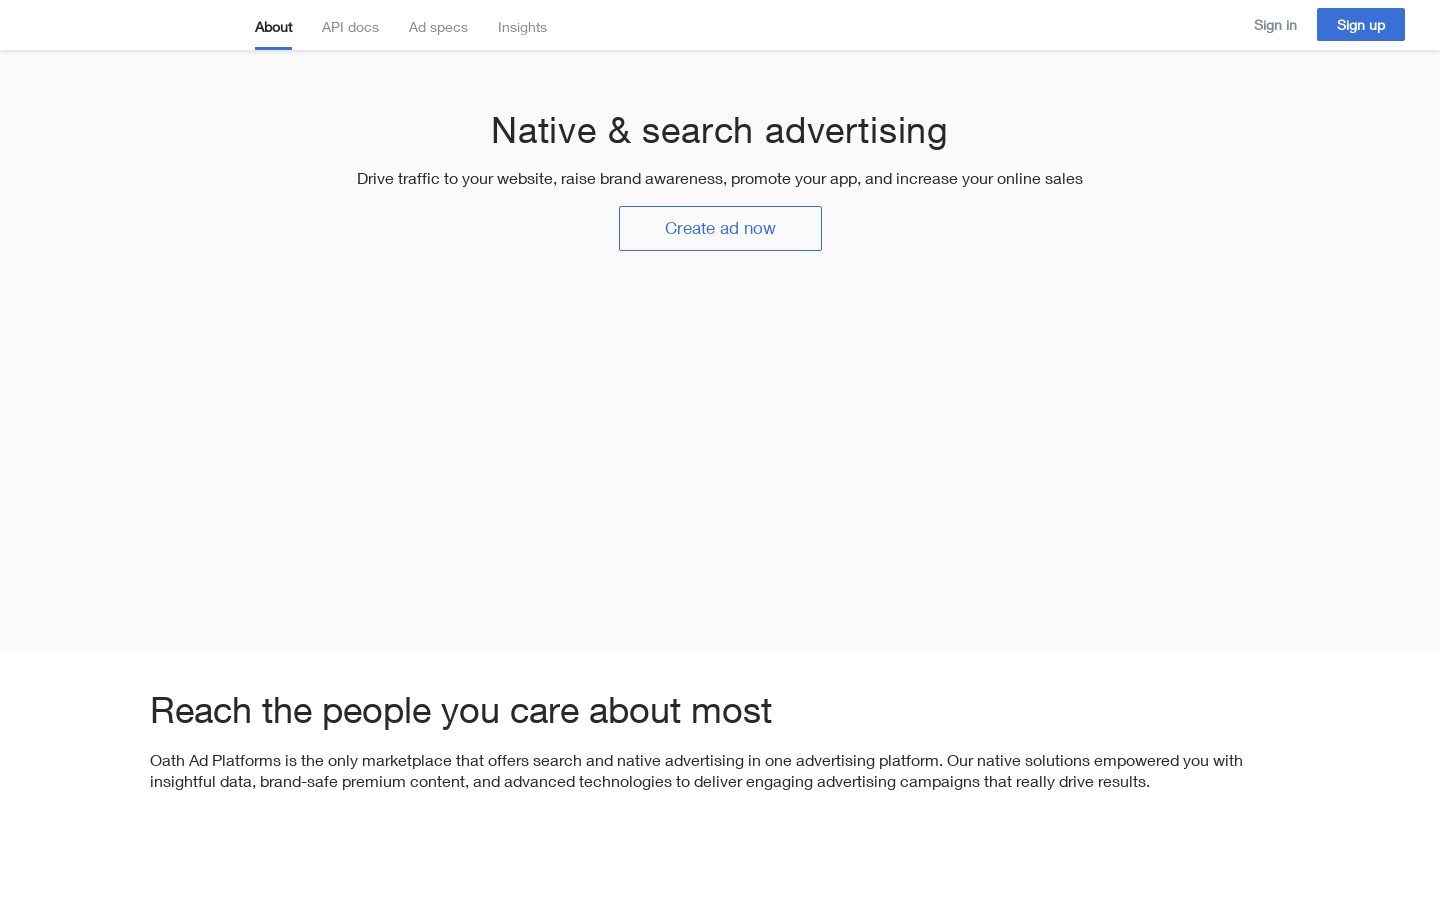 About API docs Ad specs Insights Sign in Sign up
Native & search advertising
Drive traffic to your website, raise brand awareness, promote your app, and increase your online sales
Create ad now
Reach the people you care about most
Oath Ad Platforms is the only marketplace that offers search and native advertising in one advertising platform. Our native solutions empowered you with
insightful data, brand-safe premium content, and advanced technologies to deliver engaging advertising campaigns that really drive results.